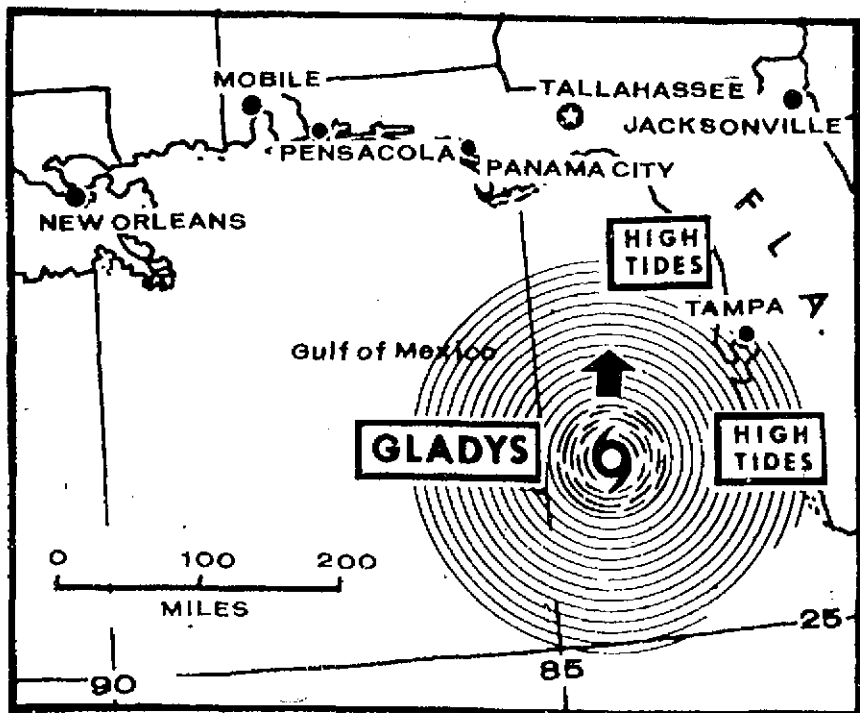 MOBILE
TALLAHASSEE
JACKSONVILLE
PENSACOLA
PANAMA CITY
NEW ORLEANS
F
L
A
HIGH
TIDES
TAMPA
Gulf of Mexico
GLADYS
HIGH
TIDES
0 100 200
MILES
25
90
85